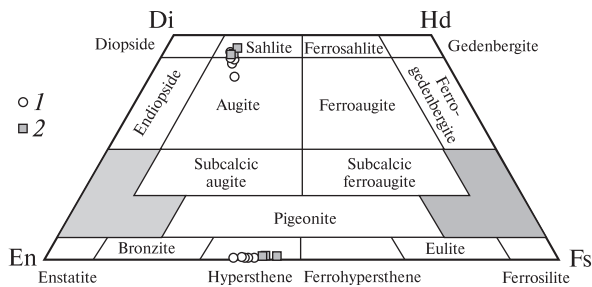 Di
Hd
Diopside
Sahlite
Ferrosahlite
Gedenbergite
Endiopside
Augite
Ferroaugite
Ferro-
gedenbergite
1
2
Subcalcic
augite
Subcalcic
ferroaugite
Pigeonite
En
Bronzite
Eulite
Fs
Enstatite
Hypersthene
Ferrohypersthene
Ferrosilite